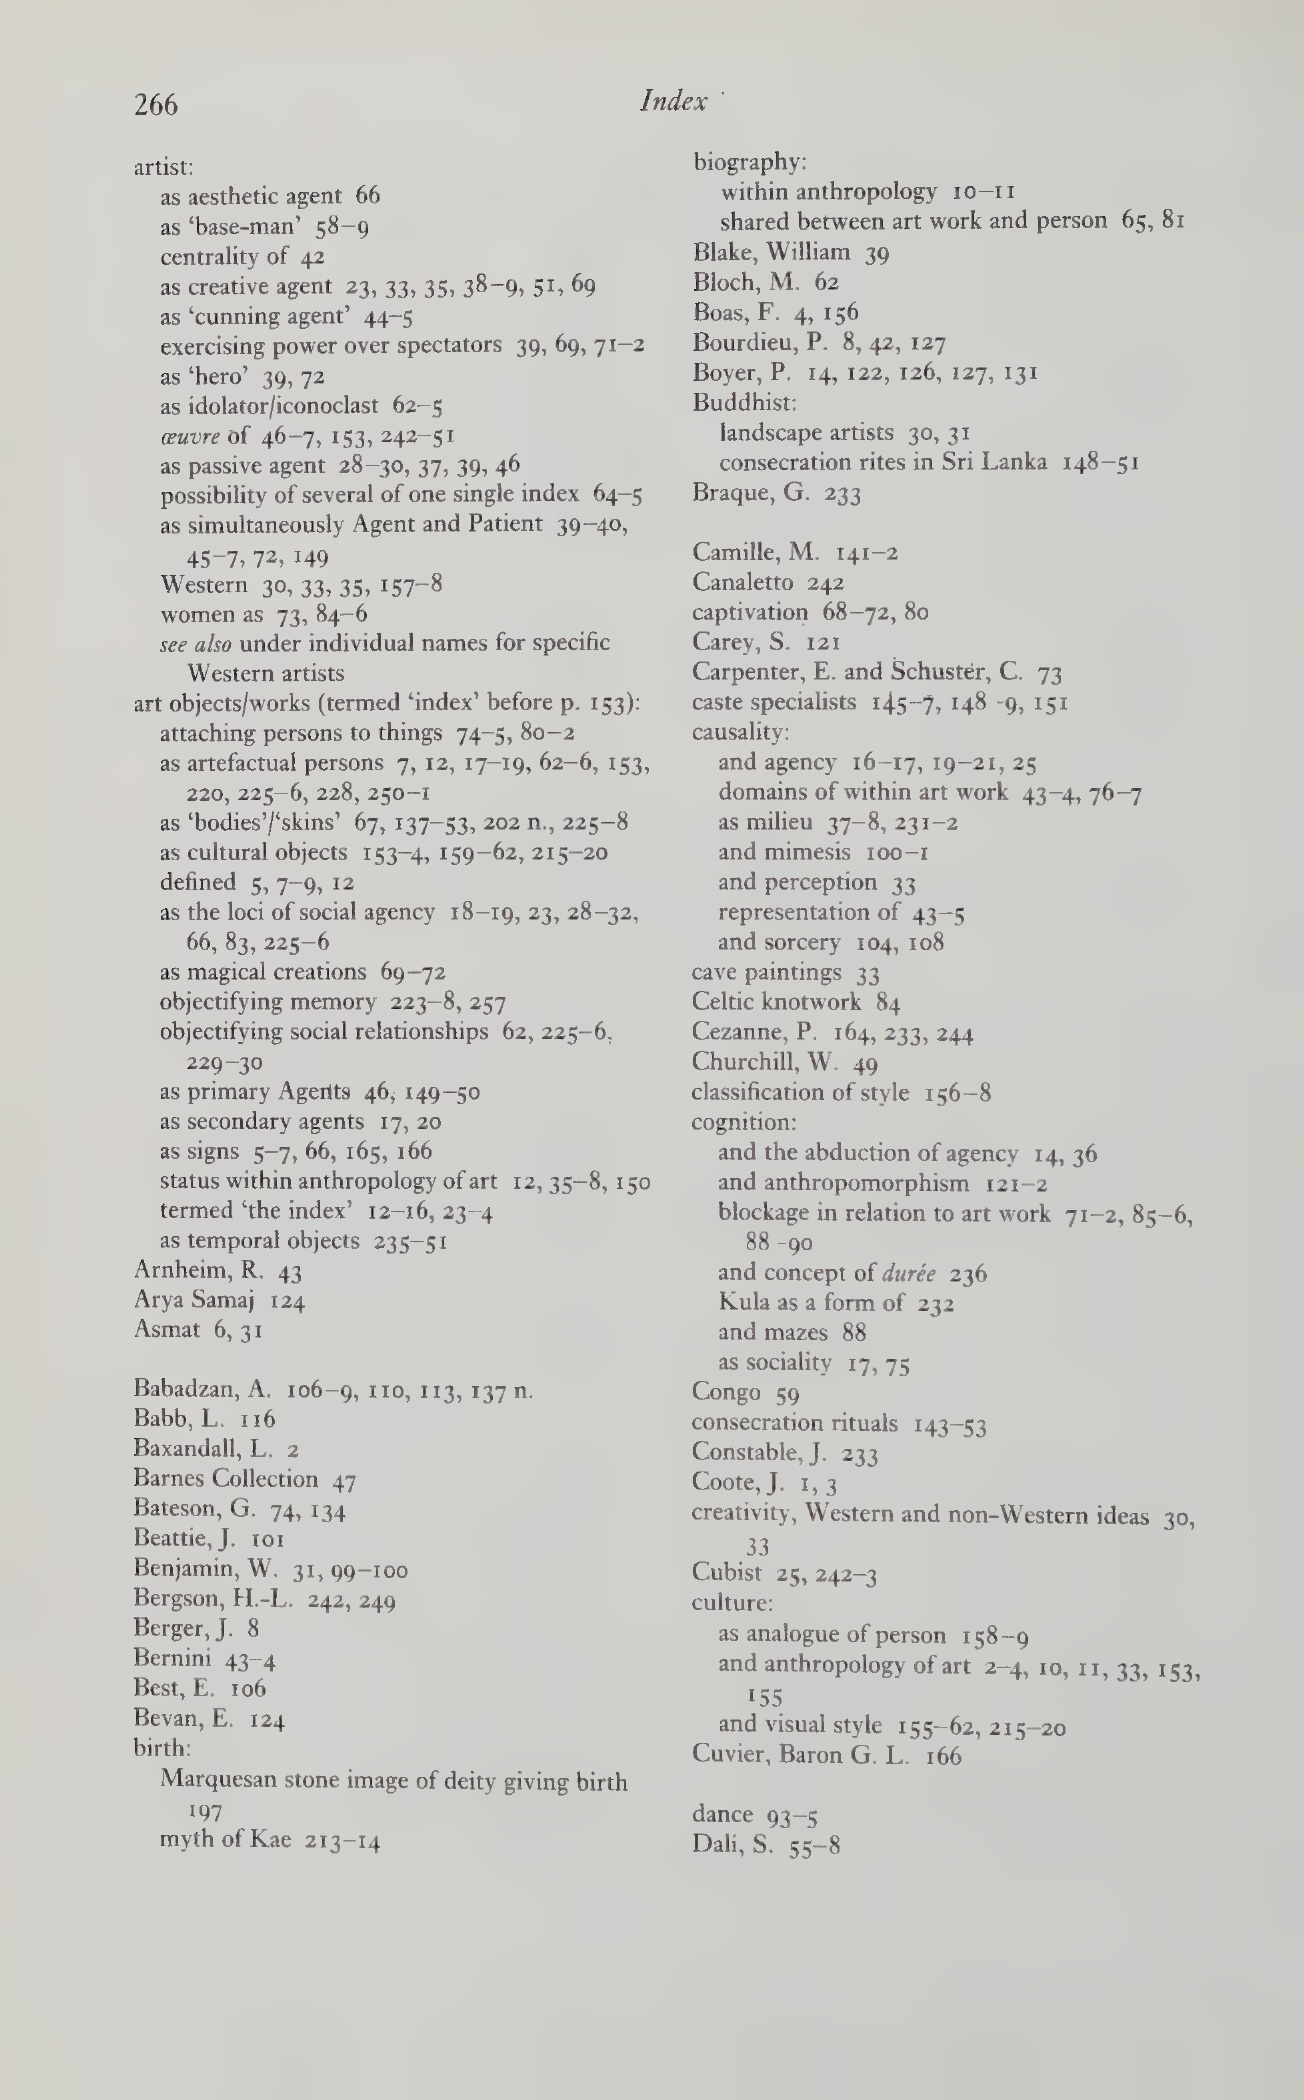 266
Index
artist:
as aesthetic agent 66
as ‘base-man’ 58–9
centrality of 42
as creative agent 23, 33, 35, 38–9, 51, 69
as ‘cunning agent’ 44–5
exercising power over spectators 39, 69, 71–2
as ‘hero’ 39, 72
as idolator/iconoclast 62–5
œuvre of 46–7, 153, 242–51
as passive agent 28–30, 37, 39, 46
possibility of several of one single index 64–5
as simultaneously Agent and Patient 39–40,
45–7, 72, 149
Western 30, 33, 35, 157–8
women as 73, 84–6
see also under individual names for specific
Western artists
art objects/works (termed ‘index’ before p. 153):
attaching persons to things 74–5, 80–2
as artefactual persons 7, 12, 17–19, 62–6, 153,
220, 225–6, 228, 250–1
as ‘bodies’/‘skins’ 67, 137–53, 202 n., 225–8
as cultural objects 153–4, 159–62, 215–20
defined 5, 7–9, 12
as the loci of social agency 18–19, 23, 28–32,
66, 83, 225–6
as magical creations 69–72
objectifying memory 223–8, 257
objectifying social relationships 62, 225–6,
229–30
as primary Agents 46, 149–50
as secondary agents 17, 20
as signs 5–7, 66, 165, 166
status within anthropology of art 12, 35–8, 150
termed ‘the index’ 12–16, 23–4
as temporal objects 235–51
Arnheim, R. 43
Arya Samaj 124
Asmat 6, 31
Babadzan, A. 106–9, 110, 113, 137 n.
Babb, L. 116
Baxandall, L. 2
Barnes Collection 47
Bateson, G. 74, 134
Beattie, J. 101
Benjamin, W. 31, 99–100
Bergson, H.-L. 242, 249
Berger, J. 8
Bernini 43–4
Best, E. 106
Bevan, E. 124
birth:
Marquesan stone image of deity giving birth
197
myth of Kae 213–14
biography:
within anthropology 10–11
shared between art work and person 65, 81
Blake, William 39
Bloch, M. 62
Boas, F. 4, 156
Bourdieu, P. 8, 42, 127
Boyer, P. 14, 122, 126, 127, 131
Buddhist:
landscape artists 30, 31
consecration rites in Sri Lanka 148–51
Braque, G. 233
Camille, M. 141–2
Canaletto 242
captivation 68–72, 80
Carey, S. 121
Carpenter, E. and Schuster, C. 73
caste specialists 145–7, 148–9, 151
causality:
and agency 16–17, 19–21, 25
domains of within art work 43–4, 76–7
as milieu 37–8, 231–2
and mimesis 100–1
and perception 33
representation of 43–5
and sorcery 104, 108
cave paintings 33
Celtic knotwork 84
Cezanne, P. 164, 233, 244
Churchill, W. 49
classification of style 156–8
cognition:
and the abduction of agency 14, 36
and anthropomorphism 121–2
blockage in relation to art work 71–2, 85–6,
88–90
and concept of durée 236
Kula as a form of 232
and mazes 88
as sociality 17, 75
Congo 59
consecration rituals 143–53
Constable, J. 233
Coote, J. 1, 3
creativity, Western and non-Western ideas 30,
33
Cubist 25, 242–3
culture:
as analogue of person 158–9
and anthropology of art 2–4, 10, 11, 33, 153,
155
and visual style 155–62, 215–20
Cuvier, Baron G. L. 166
dance 93–5
Dali, S. 55–8